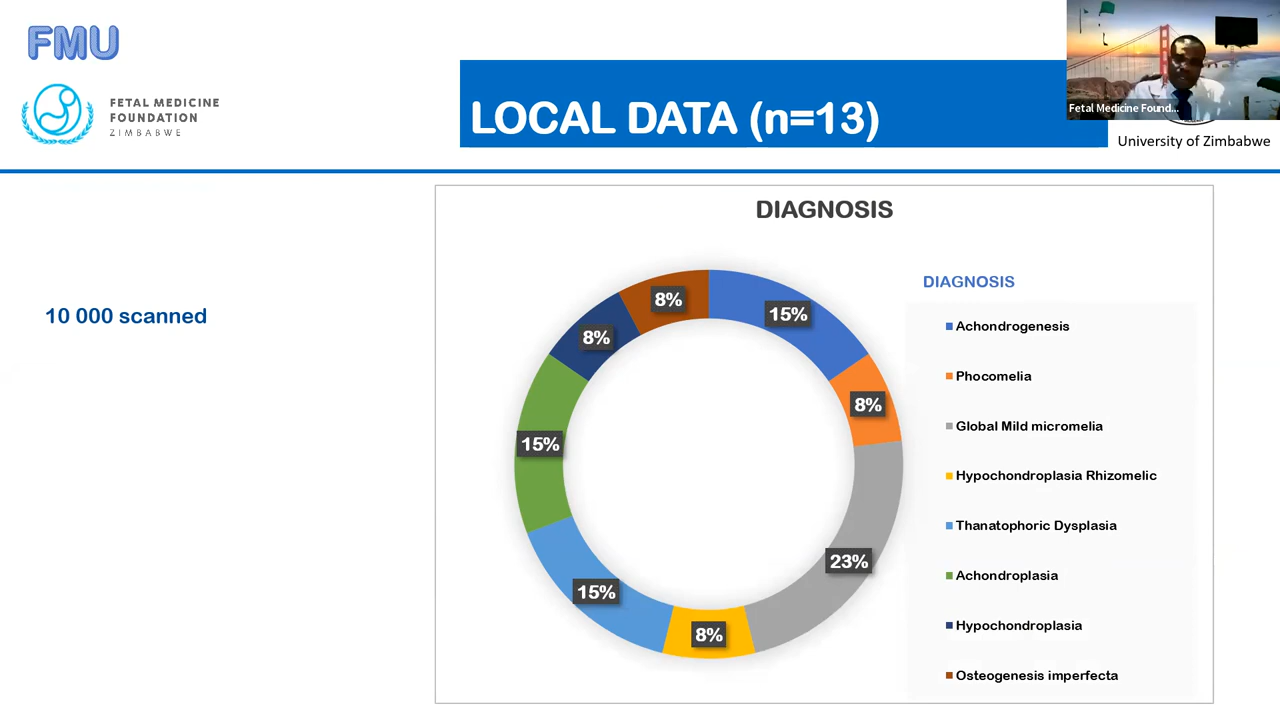 FMU
FETAL MEDICINE
FOUNDATION
ZIMBABWE
LOCAL DATA (n=13)
Fetal Medicine Found...
University of Zimbabwe
10 000 scanned
DIAGNOSIS
8%
15%
8%
8%
15%
23%
15%
8%
DIAGNOSIS
Achondrogenesis
Phocomelia
Global Mild micromelia
Hypochondroplasia Rhizomelic
Thanatophoric Dysplasia
Achondroplasia
Hypochondroplasia
Osteogenesis imperfecta